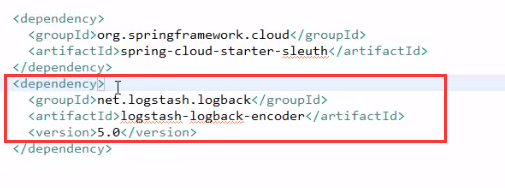 <dependency>
<groupId>org.springframework.cloud</groupId>
<artifactId>spring-cloud-starter-sleuth</artifactId>
</dependency>
<dependency>
<groupId>net.logstash.logback</groupId>
<artifactId>logstash-logback-encoder</artifactId>
<version>5.0</version>
</dependency>